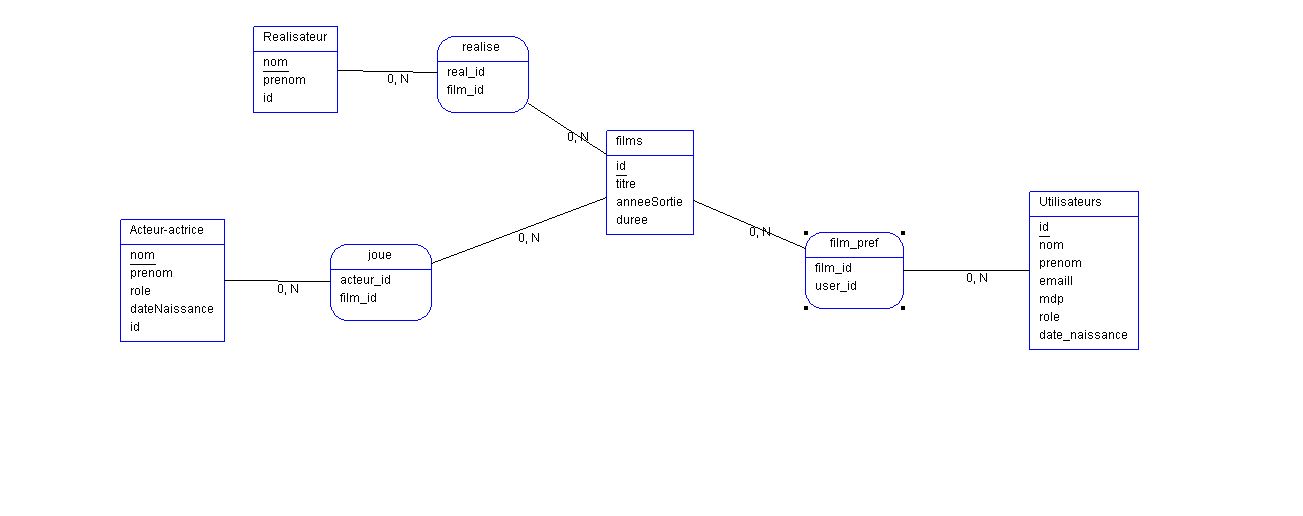 Realisateur
nom
prenom
id
0, N
realise
real_id
film_id
0, N
films
id
titre
anneeSortie
duree
Acteur-actrice
nom
prenom
role
dateNaissance
id
0, N
joue
acteur_id
film_id
0, N
0, N
film_pref
film_id
user_id
0, N
Utilisateurs
id
nom
prenom
emaill
mdp
role
date_naissance